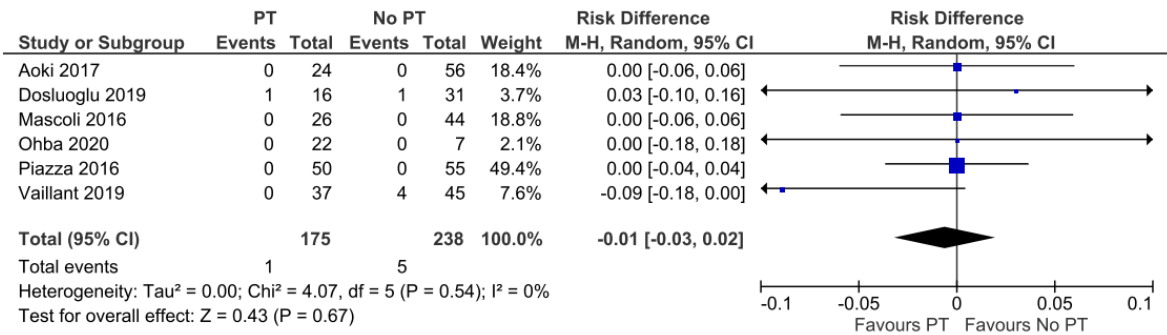 PT No PT Risk Difference Risk Difference
Study or Subgroup Events Total Events Total Weight M-H, Random, 95% CI M-H, Random, 95% CI
Aoki 2017 0 24 0 56 18.4% 0.00 [-0.06, 0.06]
Dosluoglu 2019 1 16 1 31 3.7% 0.03 [-0.10, 0.16]
Mascoli 2016 0 26 0 44 18.8% 0.00 [-0.06, 0.06]
Ohba 2020 0 22 0 7 2.1% 0.00 [-0.18, 0.18]
Piazza 2016 0 50 0 55 49.4% 0.00 [-0.04, 0.04]
Vaillant 2019 0 37 4 45 7.6% -0.09 [-0.18, 0.00]
Total (95% CI) 175 238 100.0% -0.01 [-0.03, 0.02]
Total events 1 5
Heterogeneity: Tau² = 0.00; Chi² = 4.07, df = 5 (P = 0.54); I² = 0%
Test for overall effect: Z = 0.43 (P = 0.67)
-0.1 -0.05 0 0.05 0.1
Favours PT Favours No PT